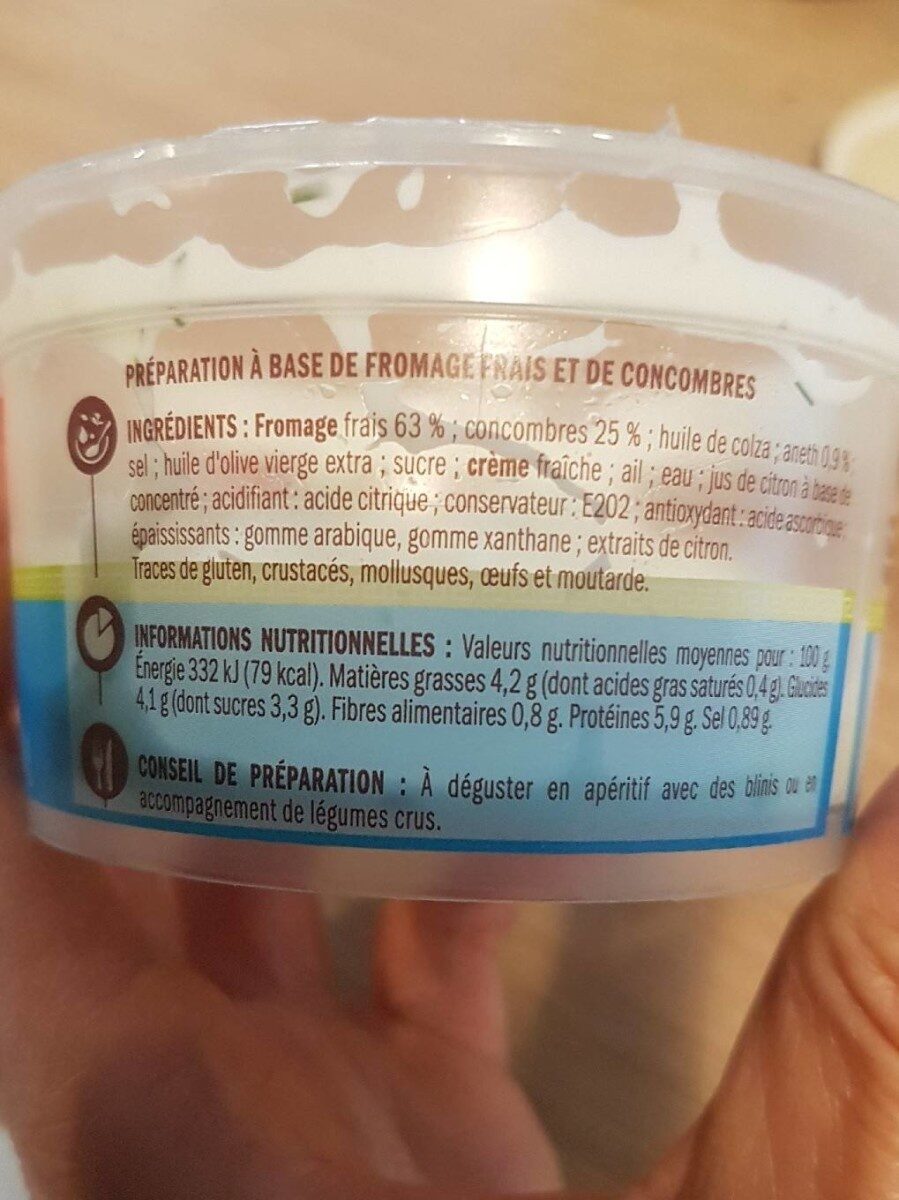 PRÉPARATION À BASE DE FROMAGE FRAIS ET DE CONCOMBRES
INGRÉDIENTS : Fromage frais 63 % ; concombres 25 % ; huile de colza ; aneth 0,9 %
sel ; huile d'olive vierge extra ; sucre ; crème fraîche ; ail ; eau ; jus de citron à base de
concentré ; acidifiant : acide citrique ; conservateur : E202 ; antioxydant : acide ascorbique ;
épaississants : gomme arabique, gomme xanthane ; extraits de citron.
Traces de gluten, crustacés, mollusques, œufs et moutarde.
INFORMATIONS NUTRITIONNELLES : Valeurs nutritionnelles moyennes pour : 100 g
Énergie 332 kJ (79 kcal). Matières grasses 4,2 g (dont acides gras saturés 0,4 g). Glucides
4,1 g (dont sucres 3,3 g). Fibres alimentaires 0,8 g. Protéines 5,9 g. Sel 0,89 g.
CONSEIL DE PRÉPARATION : À déguster en apéritif avec des blinis ou en
accompagnement de légumes crus.